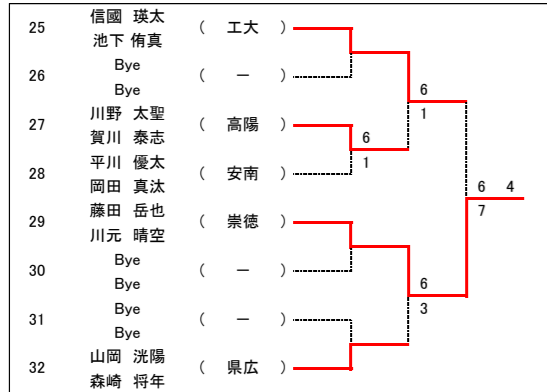 信國 瑛太
25 ( 工大 )
池下 侑真
Bye
26 ( ー )
Bye
6
1
川野 太聖
27 ( 高陽 )
賀川 泰志
6
1
平川 優太
28 ( 安南 )
岡田 真汰
6 4
7
藤田 岳也
29 ( 崇徳 )
川元 晴空
Bye
30 ( ー )
Bye
6
3
Bye
31 ( ー )
Bye
山岡 洸陽
32 ( 県広 )
森崎 将年